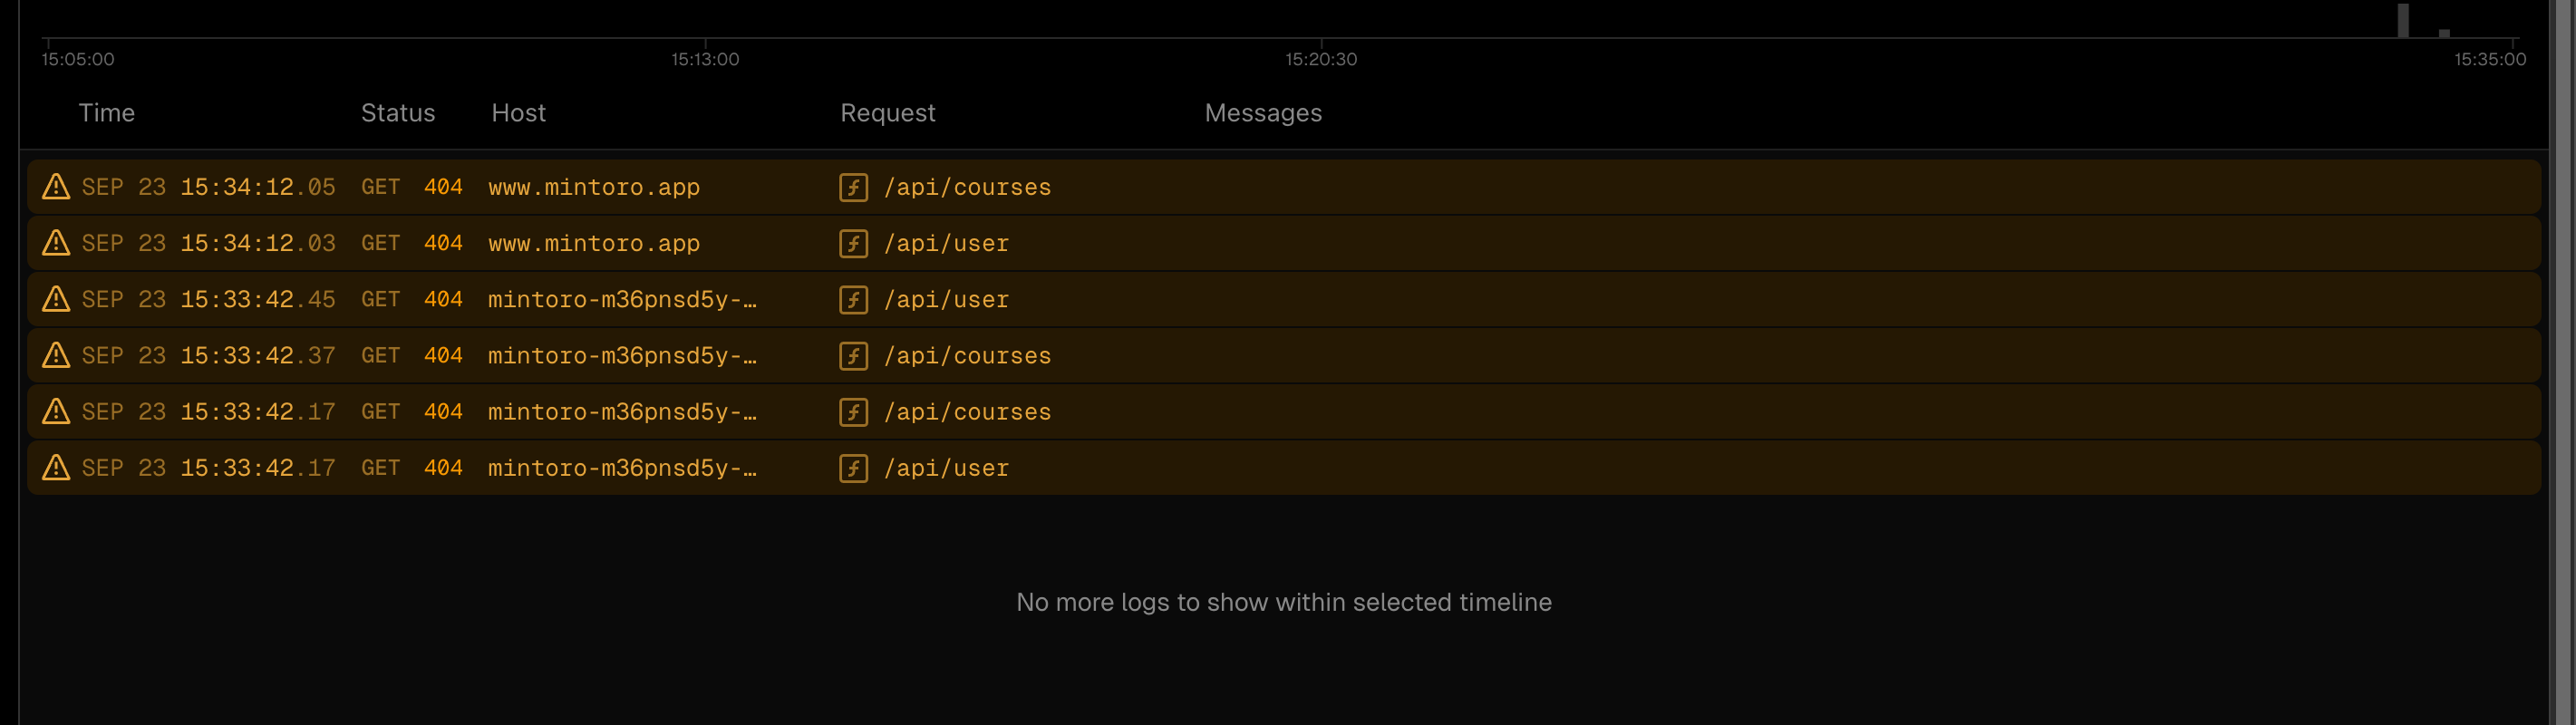 15:05:00 15:13:00 15:20:30 15:35:00
Time Status Host Request Messages
SEP 23 15:34:12.05 GET 404 www.mintoro.app /api/courses
SEP 23 15:34:12.03 GET 404 www.mintoro.app /api/user
SEP 23 15:33:42.45 GET 404 mintoro-m36pnsd5y-… /api/user
SEP 23 15:33:42.37 GET 404 mintoro-m36pnsd5y-… /api/courses
SEP 23 15:33:42.17 GET 404 mintoro-m36pnsd5y-… /api/courses
SEP 23 15:33:42.17 GET 404 mintoro-m36pnsd5y-… /api/user
No more logs to show within selected timeline